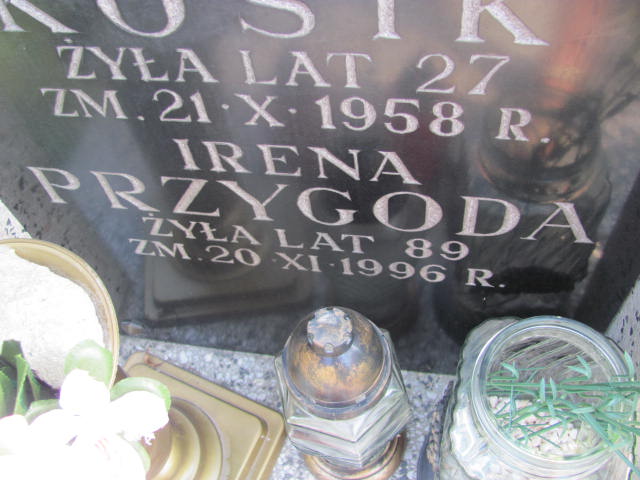 ŻYŁA LAT 27
ZM. 21 · X · 1958 R.
IRENA
PRZYGODA
ŻYŁA LAT 89
ZM. 20 · XI · 1996 R.